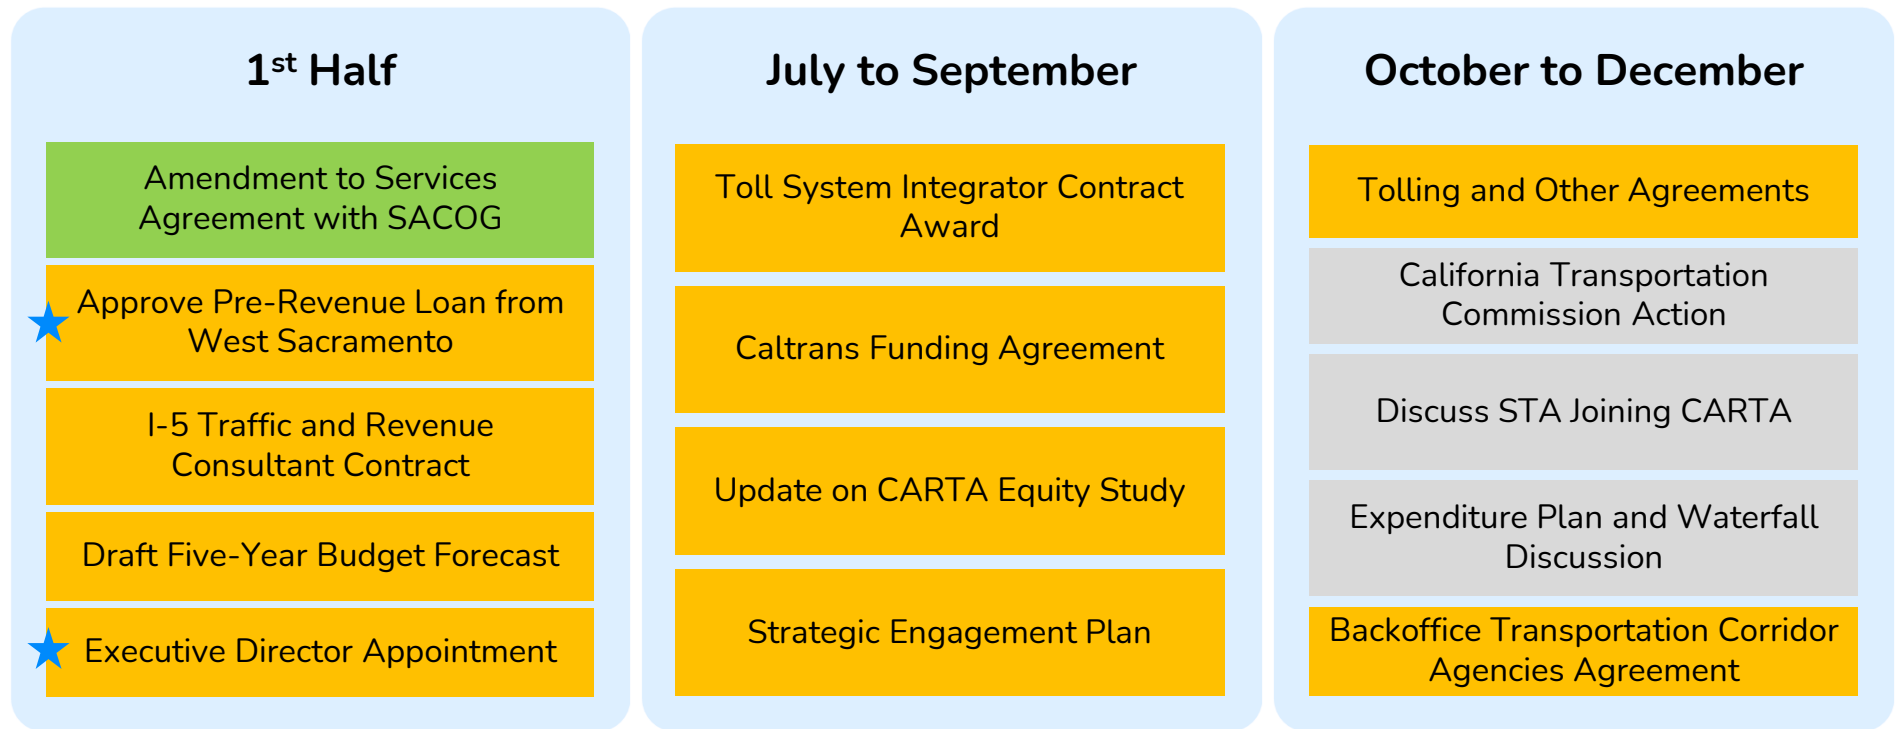 1st Half
Amendment to Services
Agreement with SACOG
Approve Pre-Revenue Loan from
West Sacramento
I-5 Traffic and Revenue
Consultant Contract
Draft Five-Year Budget Forecast
Executive Director Appointment
July to September
Toll System Integrator Contract
Award
Caltrans Funding Agreement
Update on CARTA Equity Study
Strategic Engagement Plan
October to December
Tolling and Other Agreements
California Transportation
Commission Action
Discuss STA Joining CARTA
Expenditure Plan and Waterfall
Discussion
Backoffice Transportation Corridor
Agencies Agreement